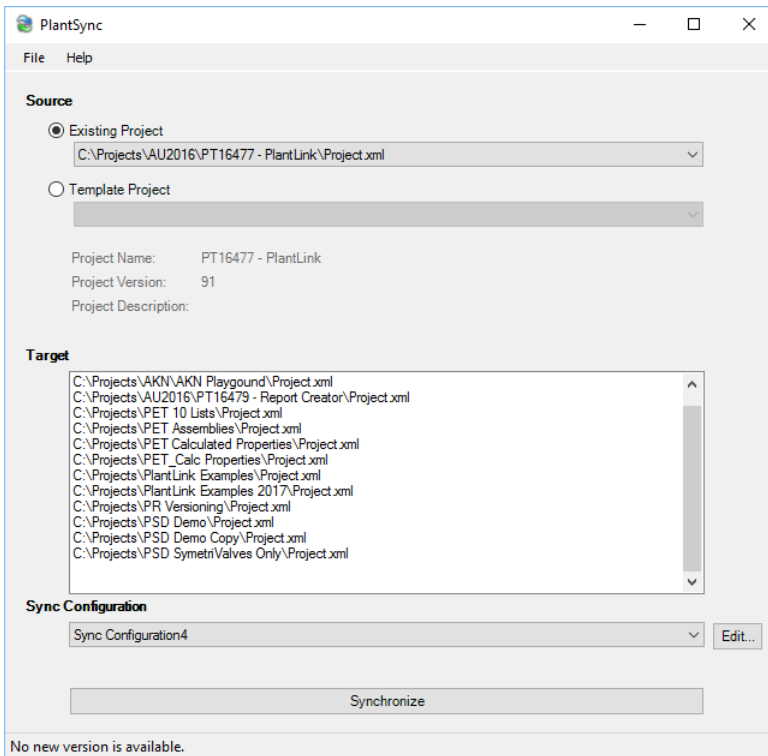 PlantSync
File Help
Source
Existing Project
C:\Projects\AU2016\PT16477 - PlantLink\Project.xml
Template Project
Project Name: PT16477 - PlantLink
Project Version: 91
Project Description:
Target
C:\Projects\AKN\AKN Playgound\Project.xml
C:\Projects\AU2016\PT16479 - Report Creator\Project.xml
C:\Projects\PET 10 Lists\Project.xml
C:\Projects\PET Assemblies\Project.xml
C:\Projects\PET Calculated Properties\Project.xml
C:\Projects\PET_Calc Properties\Project.xml
C:\Projects\PlantLink Examples\Project.xml
C:\Projects\PlantLink Examples 2017\Project.xml
C:\Projects\PR Versioning\Project.xml
C:\Projects\PSD Demo\Project.xml
C:\Projects\PSD Demo Copy\Project.xml
C:\Projects\PSD SymetriValves Only\Project.xml
Sync Configuration
Sync Configuration4 Edit...
Synchronize
No new version is available.